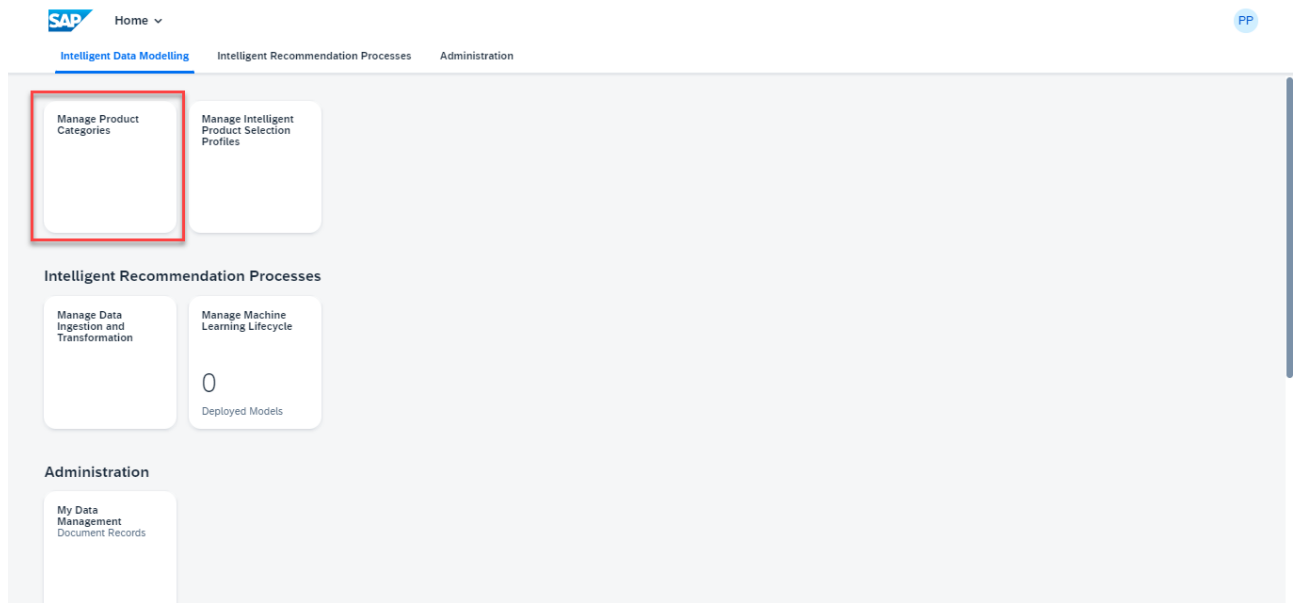 SAP Home
PP
Intelligent Data Modelling Intelligent Recommendation Processes Administration
Manage Product
Categories
Manage Intelligent
Product Selection
Profiles
Intelligent Recommendation Processes
Manage Data
Ingestion and
Transformation
Manage Machine
Learning Lifecycle
0
Deployed Models
Administration
My Data
Management
Document Records